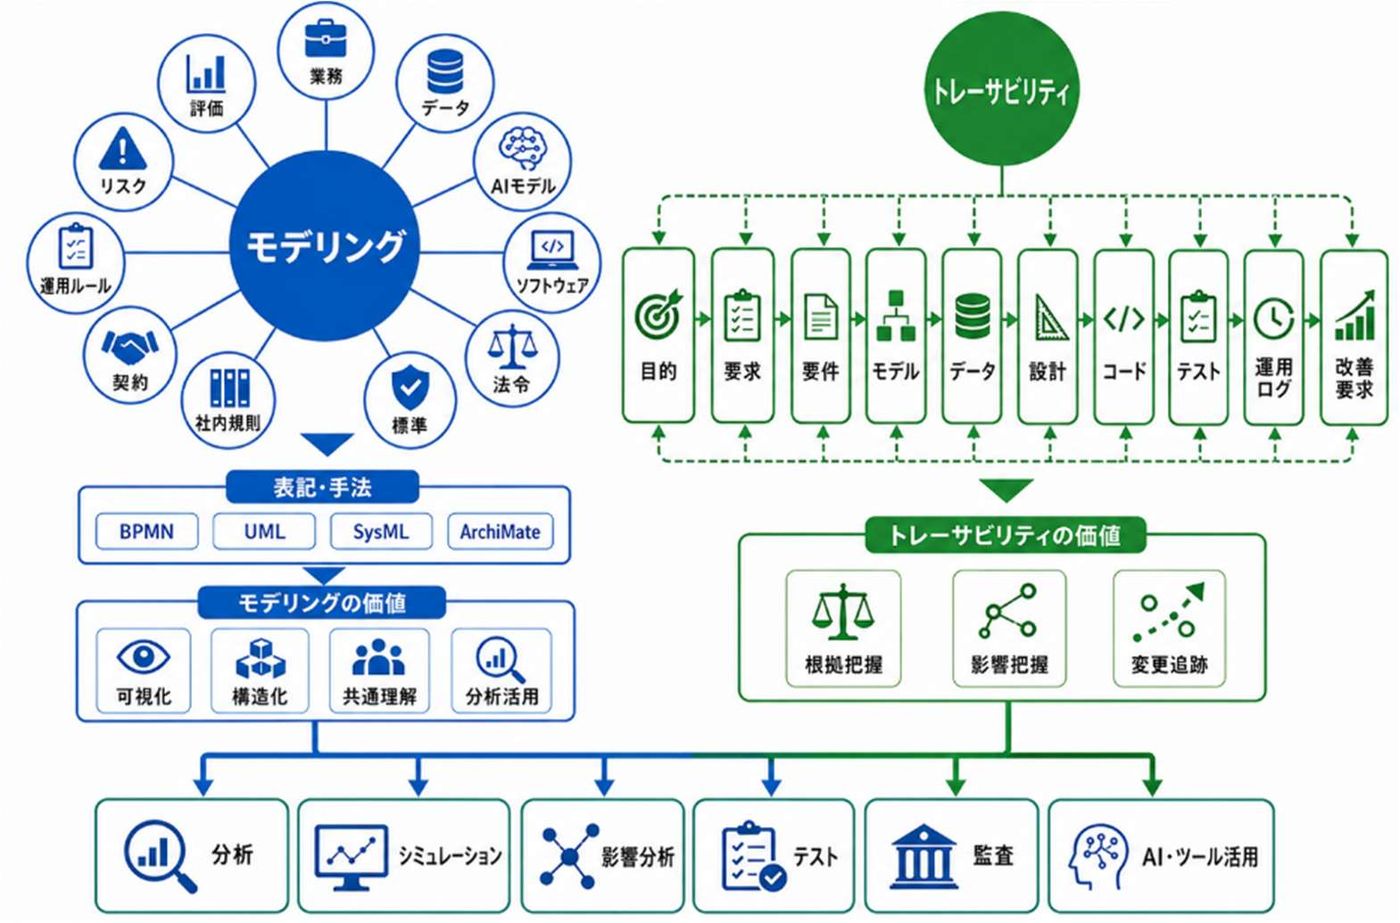 業務
評価
データ
リスク
AIモデル
モデリング
運用ルール
ソフトウェア
契約
法令
社内規則
標準
表記・手法
BPMN
UML
SysML
ArchiMate
モデリングの価値
可視化
構造化
共通理解
分析活用
トレーサビリティ
目的
要求
要件
モデル
データ
設計
コード
テスト
運用
ログ
改善
要求
トレーサビリティの価値
根拠把握
影響把握
変更追跡
分析
シミュレーション
影響分析
テスト
監査
AI・ツール活用